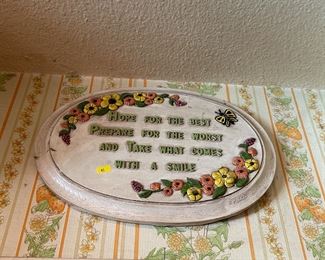 Hope for the best
Prepare for the worst
and Take what comes
with a smile